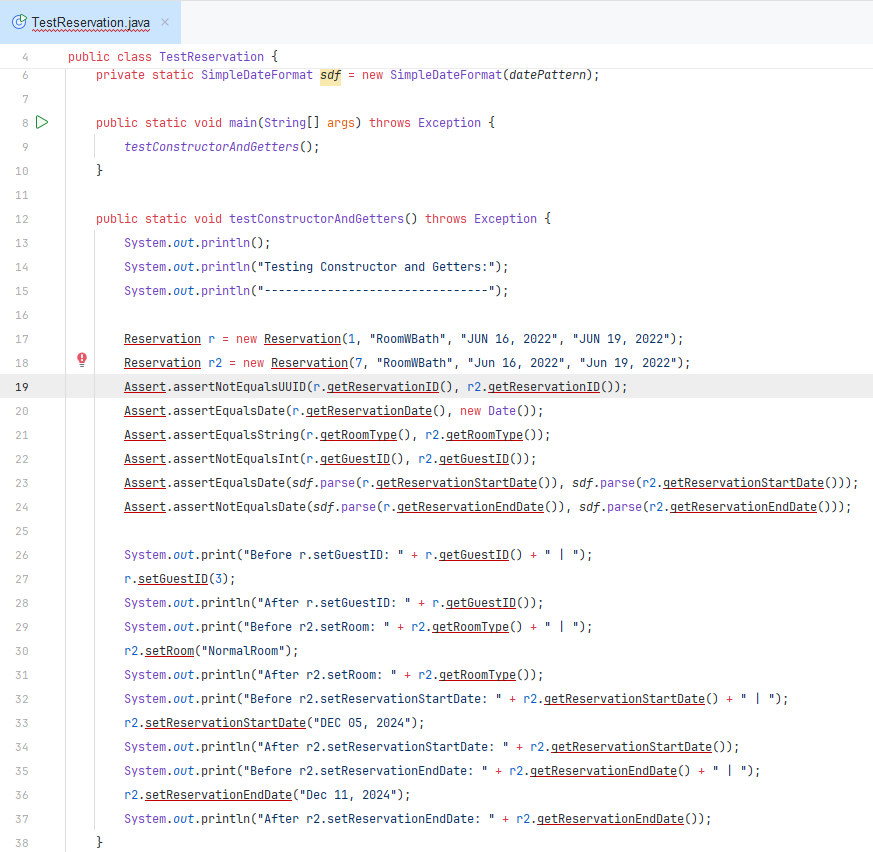 TestReservation.java
4 public class TestReservation {
6 private static SimpleDateFormat sdf = new SimpleDateFormat(datePattern);
7
8 public static void main(String[] args) throws Exception {
9 testConstructorAndGetters();
10 }
11
12 public static void testConstructorAndGetters() throws Exception {
13 System.out.println();
14 System.out.println("Testing Constructor and Getters:");
15 System.out.println("--------------------------------");
16
17 Reservation r = new Reservation(1, "RoomWBath", "JUN 16, 2022", "JUN 19, 2022");
18 Reservation r2 = new Reservation(7, "RoomWBath", "Jun 16, 2022", "Jun 19, 2022");
19 Assert.assertNotEqualsUUID(r.getReservationID(), r2.getReservationID());
20 Assert.assertEqualsDate(r.getReservationDate(), new Date());
21 Assert.assertEqualsString(r.getRoomType(), r2.getRoomType());
22 Assert.assertNotEqualsInt(r.getGuestID(), r2.getGuestID());
23 Assert.assertEqualsDate(sdf.parse(r.getReservationStartDate()), sdf.parse(r2.getReservationStartDate()));
24 Assert.assertNotEqualsDate(sdf.parse(r.getReservationEndDate()), sdf.parse(r2.getReservationEndDate()));
25
26 System.out.print("Before r.setGuestID: " + r.getGuestID() + " | ");
27 r.setGuestID(3);
28 System.out.println("After r.setGuestID: " + r.getGuestID());
29 System.out.print("Before r2.setRoom: " + r2.getRoomType() + " | ");
30 r2.setRoom("NormalRoom");
31 System.out.println("After r2.setRoom: " + r2.getRoomType());
32 System.out.print("Before r2.setReservationStartDate: " + r2.getReservationStartDate() + " | ");
33 r2.setReservationStartDate("DEC 05, 2024");
34 System.out.println("After r2.setReservationStartDate: " + r2.getReservationStartDate());
35 System.out.print("Before r2.setReservationEndDate: " + r2.getReservationEndDate() + " | ");
36 r2.setReservationEndDate("Dec 11, 2024");
37 System.out.println("After r2.setReservationEndDate: " + r2.getReservationEndDate());
38 }